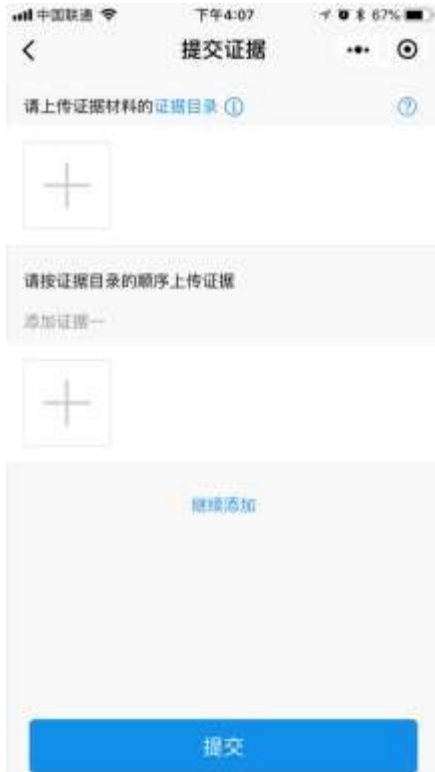 中国联通 下午4:07 67%
提交证据
请上传证据材料的证据目录
请按证据目录的顺序上传证据
添加证据一
继续添加
提交